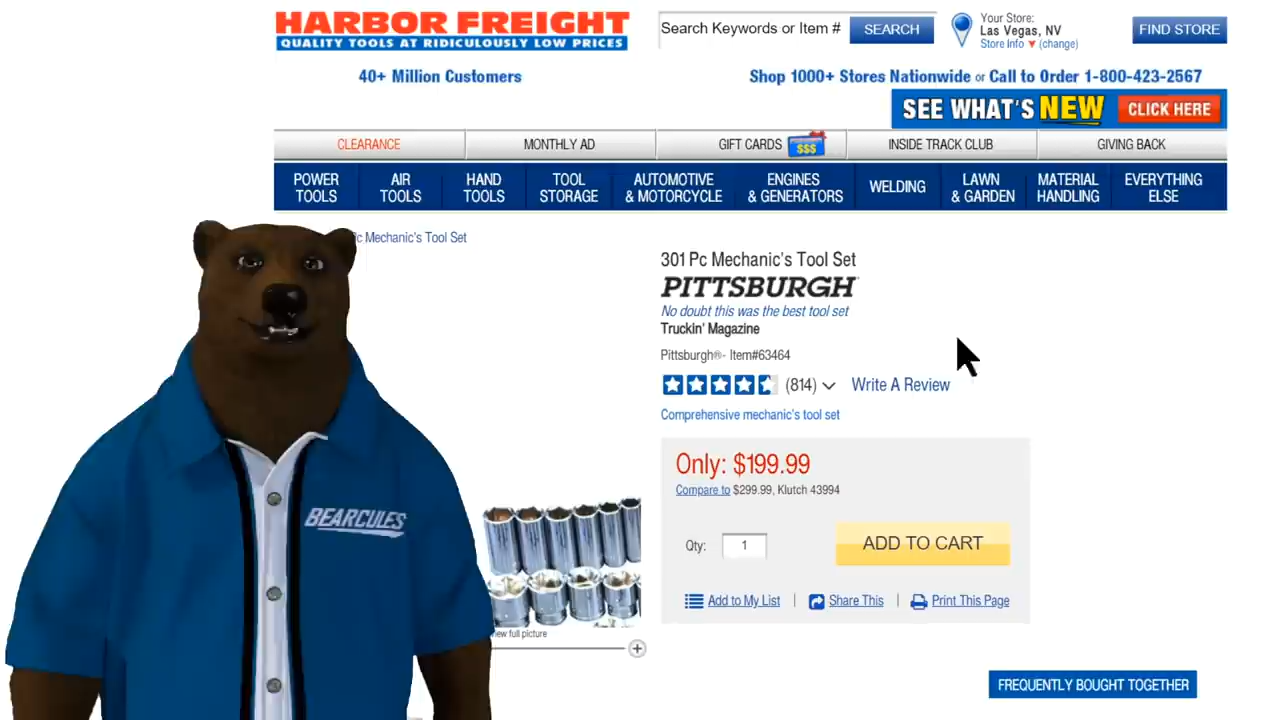 HARBOR FREIGHT
QUALITY TOOLS AT RIDICULOUSLY LOW PRICES
Search Keywords or Item #
SEARCH
Your Store:
Las Vegas, NV
Store Info (change)
FIND STORE
40+ Million Customers
Shop 1000+ Stores Nationwide or Call to Order 1-800-423-2567
SEE WHAT'S NEW CLICK HERE
CLEARANCE
MONTHLY AD
GIFT CARDS $$$
INSIDE TRACK CLUB
GIVING BACK
POWER TOOLS
AIR TOOLS
HAND TOOLS
TOOL STORAGE
AUTOMOTIVE & MOTORCYCLE
ENGINES & GENERATORS
WELDING
LAWN & GARDEN
MATERIAL HANDLING
EVERYTHING ELSE
Pc Mechanic's Tool Set
301 Pc Mechanic's Tool Set
PITTSBURGH
No doubt this was the best tool set
Truckin' Magazine
Pittsburgh®- Item#63464
(814) Write A Review
Comprehensive mechanic's tool set
Only: $199.99
Compare to $299.99, Klutch 43994
Qty: 1 ADD TO CART
Add to My List | Share This | Print This Page
BEARCULES
view full picture
FREQUENTLY BOUGHT TOGETHER